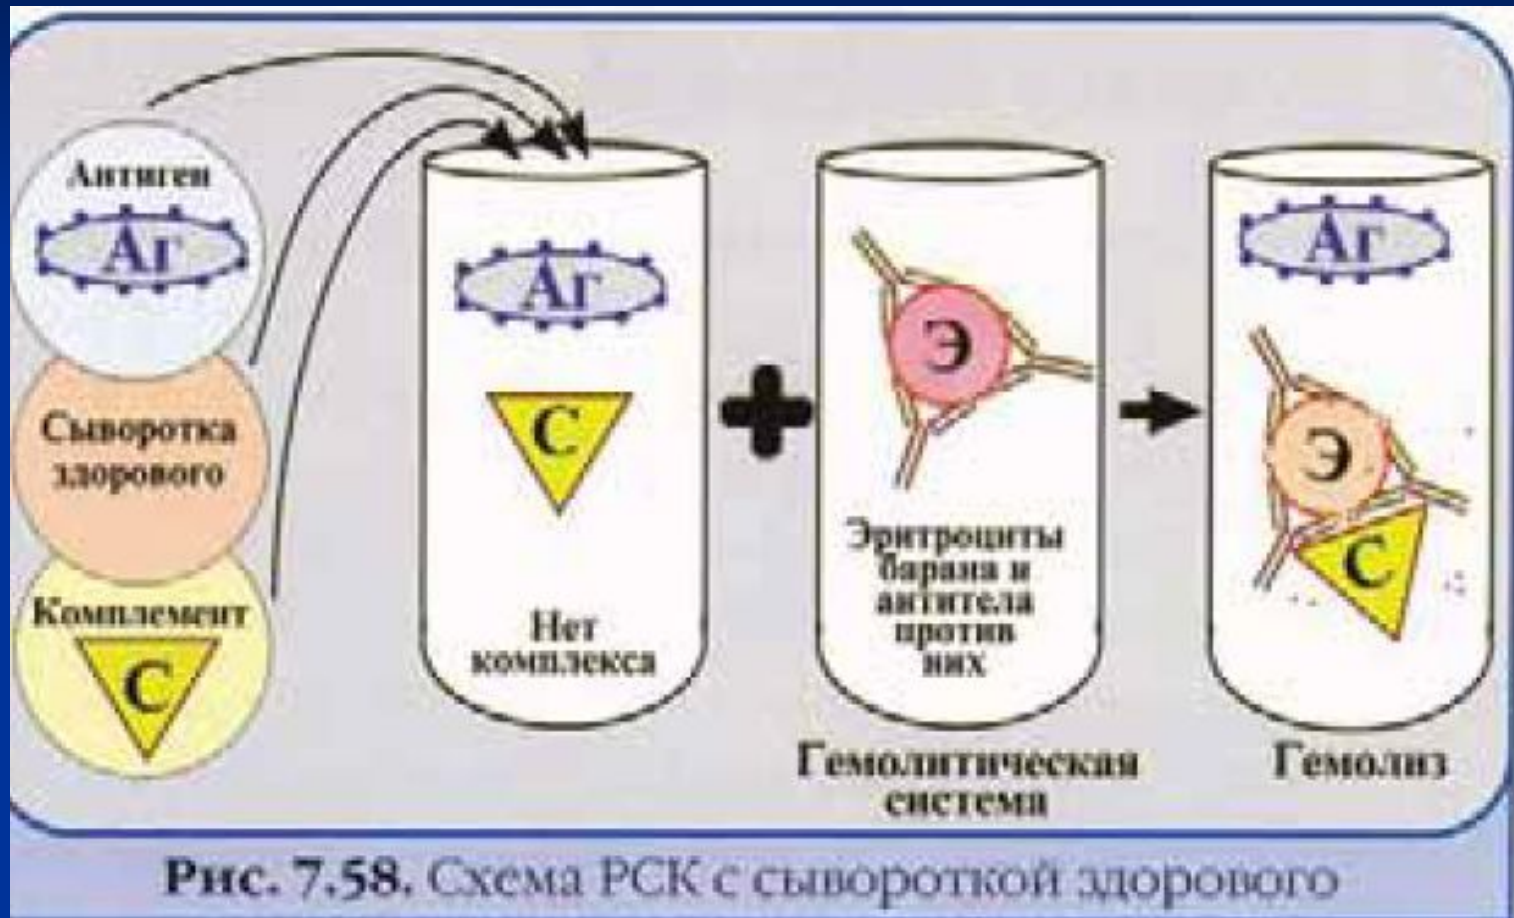 Антиген
Аг
Сыворотка
здорового
Комплемент
С
Аг
С
Нет
комплекса
Э
Эритроциты
барана и
антитела
против
них
Гемолитическая
система
Аг
Э
С
Гемолиз
Рис. 7.58. Схема РСК с сывороткой здорового